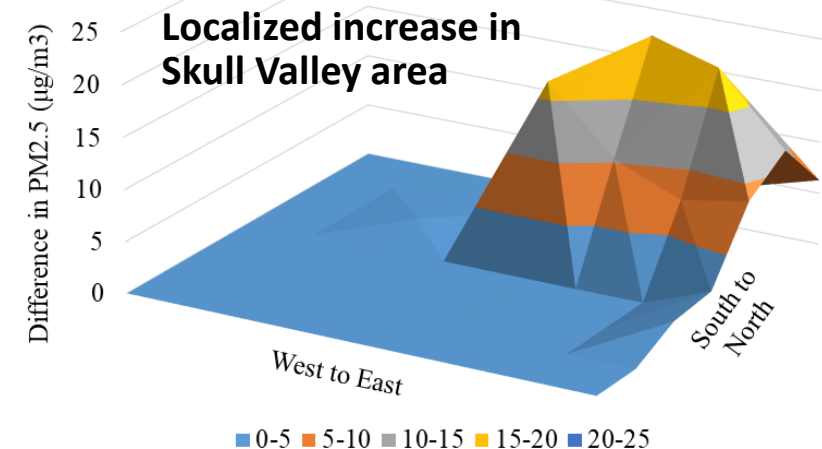 Localized increase in
Skull Valley area
Difference in PM2.5 (µg/m3)
25
20
15
10
5
0
West to East
South to
North
0-5 5-10 10-15 15-20 20-25